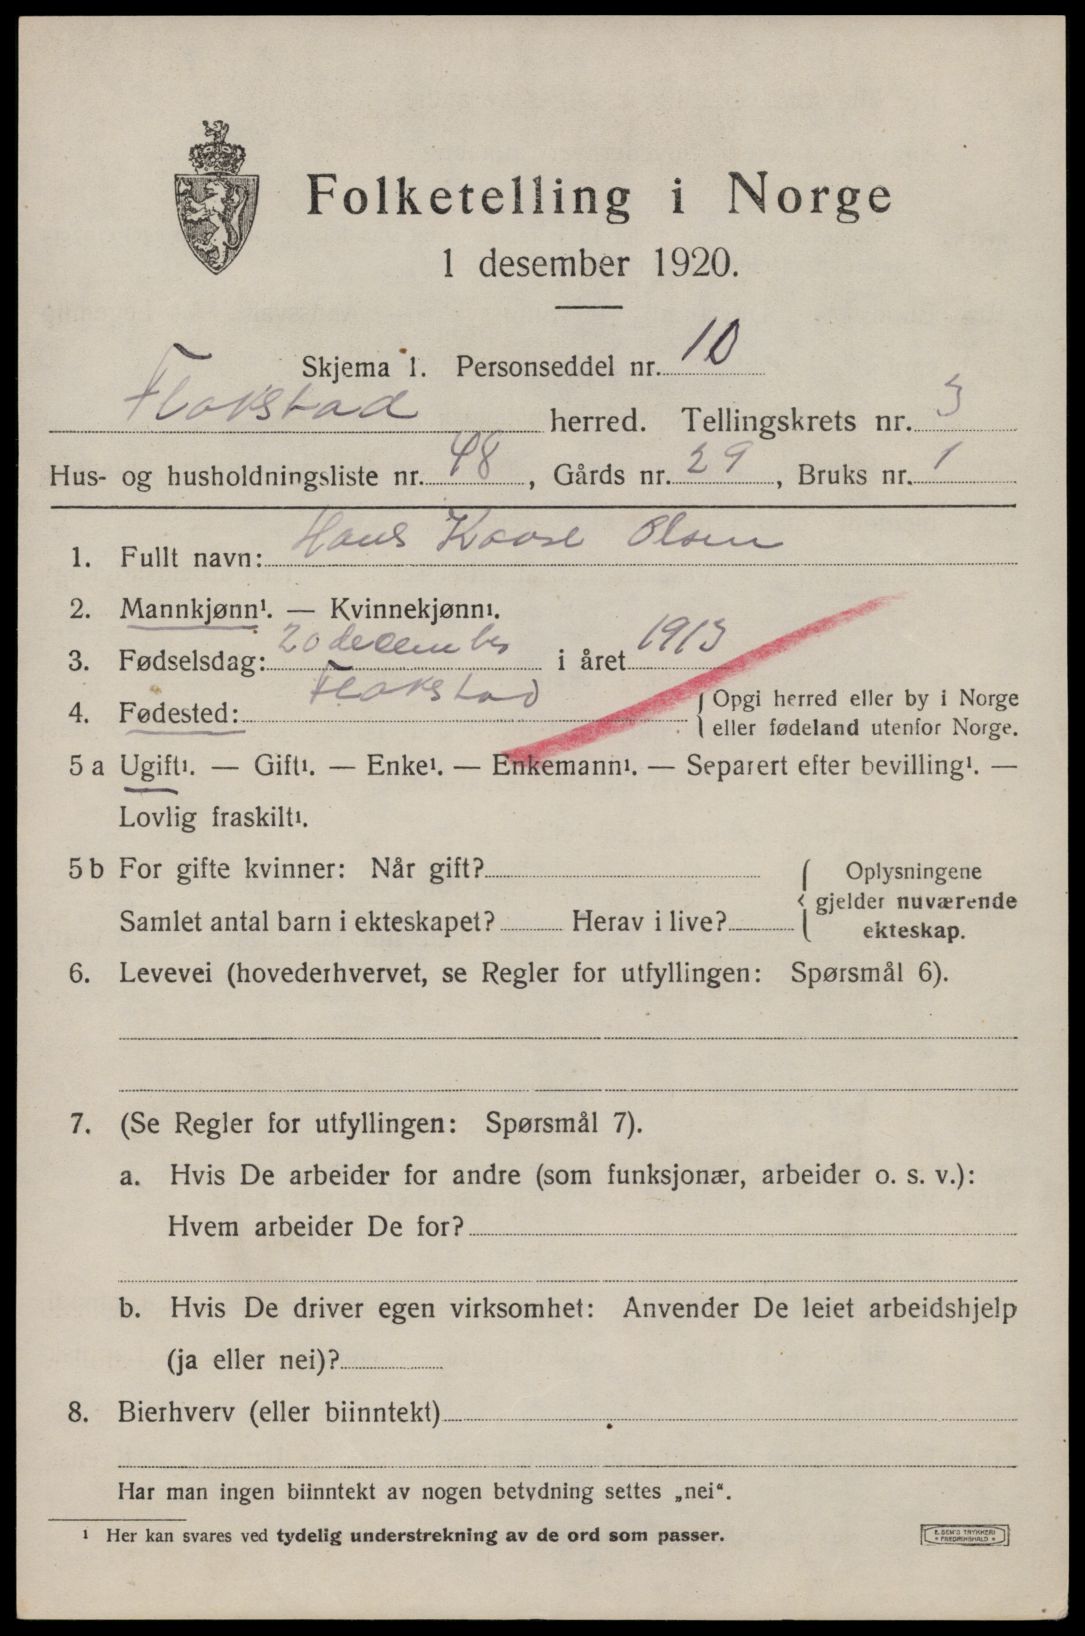 Folketelling i Norge
1 desember 1920.
Skjema 1. Personseddel nr. 10
Flakstad herred. Tellingskrets nr. 3
Hus- og husholdningsliste nr. 48, Gårds nr. 29, Bruks nr. 1
1. Fullt navn: Hans Kaare Olsen
2. Mannkjønn¹. — Kvinnekjønn¹.
3. Fødselsdag: 20 december i året 1913
4. Fødested: Flakstad {Opgi herred eller by i Norge
eller fødeland utenfor Norge.
5 a Ugift¹. — Gift¹. — Enke¹. — Enkemann¹. — Separert efter bevilling¹. —
Lovlig fraskilt¹.
5 b For gifte kvinner: Når gift? { Oplysningene
gjelder nuværende
Samlet antal barn i ekteskapet? Herav i live? ekteskap.
6. Levevei (hovederhvervet, se Regler for utfyllingen: Spørsmål 6).
7. (Se Regler for utfyllingen: Spørsmål 7).
a. Hvis De arbeider for andre (som funksjonær, arbeider o. s. v.):
Hvem arbeider De for?
b. Hvis De driver egen virksomhet: Anvender De leiet arbeidshjelp
(ja eller nei)?
8. Bierhverv (eller biinntekt)
Har man ingen biinntekt av nogen betydning settes „nei“.
¹ Her kan svares ved tydelig understrekning av de ord som passer.
E. SEM'S TRYKKERI
FREDRIKSHALD